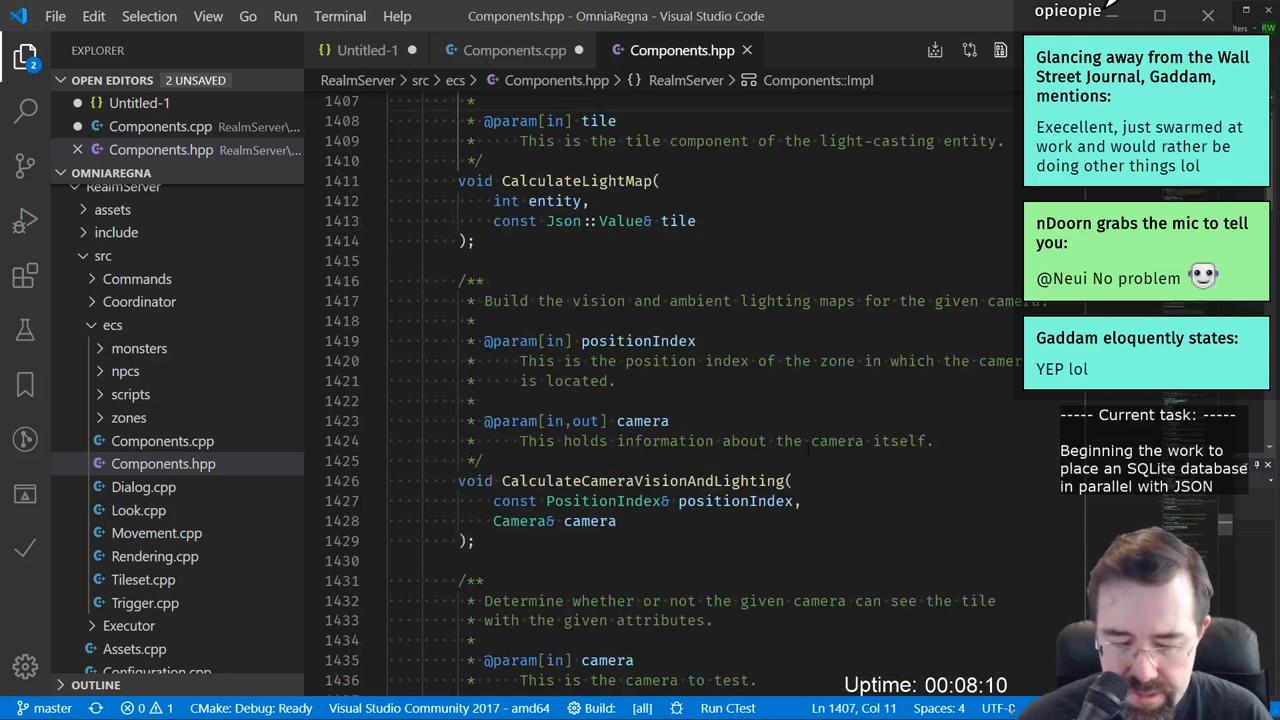 File Edit Selection View Go Run Terminal Help Components.hpp - OmniaRegna - Visual Studio Code
opieopie
EXPLORER
OPEN EDITORS 2 UNSAVED
Untitled-1
Components.cpp RealmServer\...
Components.hpp RealmServer\...
OMNIAREGNA
RealmServer
assets
include
src
Commands
Coordinator
ecs
monsters
npcs
scripts
zones
Components.cpp
Components.hpp
Dialog.cpp
Look.cpp
Movement.cpp
Rendering.cpp
Tileset.cpp
Trigger.cpp
Executor
Assets.cpp
Configuration.cpp
OUTLINE
Untitled-1 Components.cpp Components.hpp
RealmServer > src > ecs > Components.hpp > {} RealmServer > Components::Impl
1407 *
1408 * @param[in] tile
1409 * This is the tile component of the light-casting entity.
1410 */
1411 void CalculateLightMap(
1412 int entity,
1413 const Json::Value& tile
1414 );
1415
1416 /**
1417 * Build the vision and ambient lighting maps for the given camera.
1418 *
1419 * @param[in] positionIndex
1420 * This is the position index of the zone in which the camer
1421 * is located.
1422 *
1423 * @param[in,out] camera
1424 * This holds information about the camera itself.
1425 */
1426 void CalculateCameraVisionAndLighting(
1427 const PositionIndex& positionIndex,
1428 Camera& camera
1429 );
1430
1431 /**
1432 * Determine whether or not the given camera can see the tile
1433 * with the given attributes.
1434 *
1435 * @param[in] camera
1436 * This is the camera to test.
Glancing away from the Wall
Street Journal, Gaddam,
mentions:
Execellent, just swarmed at
work and would rather be
doing other things lol
nDoorn grabs the mic to tell
you:
@Neui No problem
Gaddam eloquently states:
YEP lol
----- Current task: -----
Beginning the work to
place an SQLite database
in parallel with JSON
Uptime: 00:08:10
master 0 1 CMake: Debug: Ready Visual Studio Community 2017 - amd64 Build: [all] Run CTest Ln 1407, Col 11 Spaces: 4 UTF-8